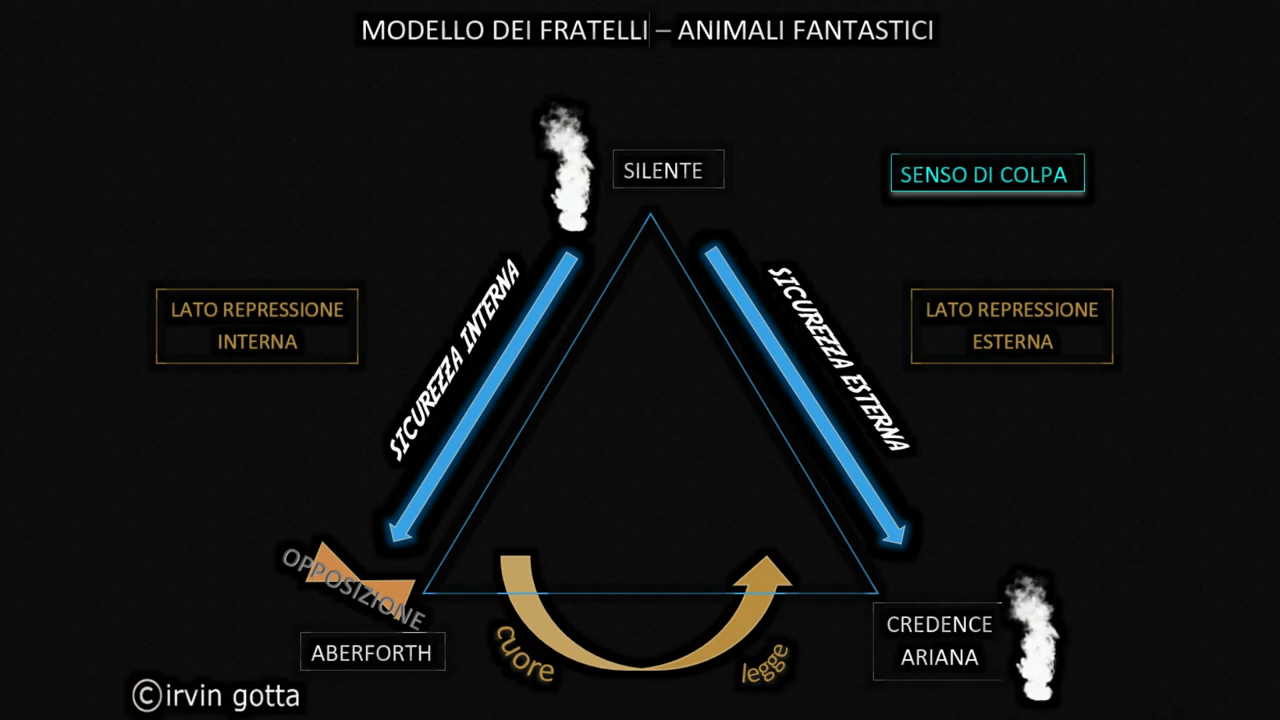 MODELLO DEI FRATELLI – ANIMALI FANTASTICI
SILENTE
SENSO DI COLPA
SICUREZZA INTERNA
SICUREZZA ESTERNA
LATO REPRESSIONE
INTERNA
LATO REPRESSIONE
ESTERNA
OPPOSIZIONE
ABERFORTH
cuore
legge
CREDENCE
ARIANA
©irvin gotta